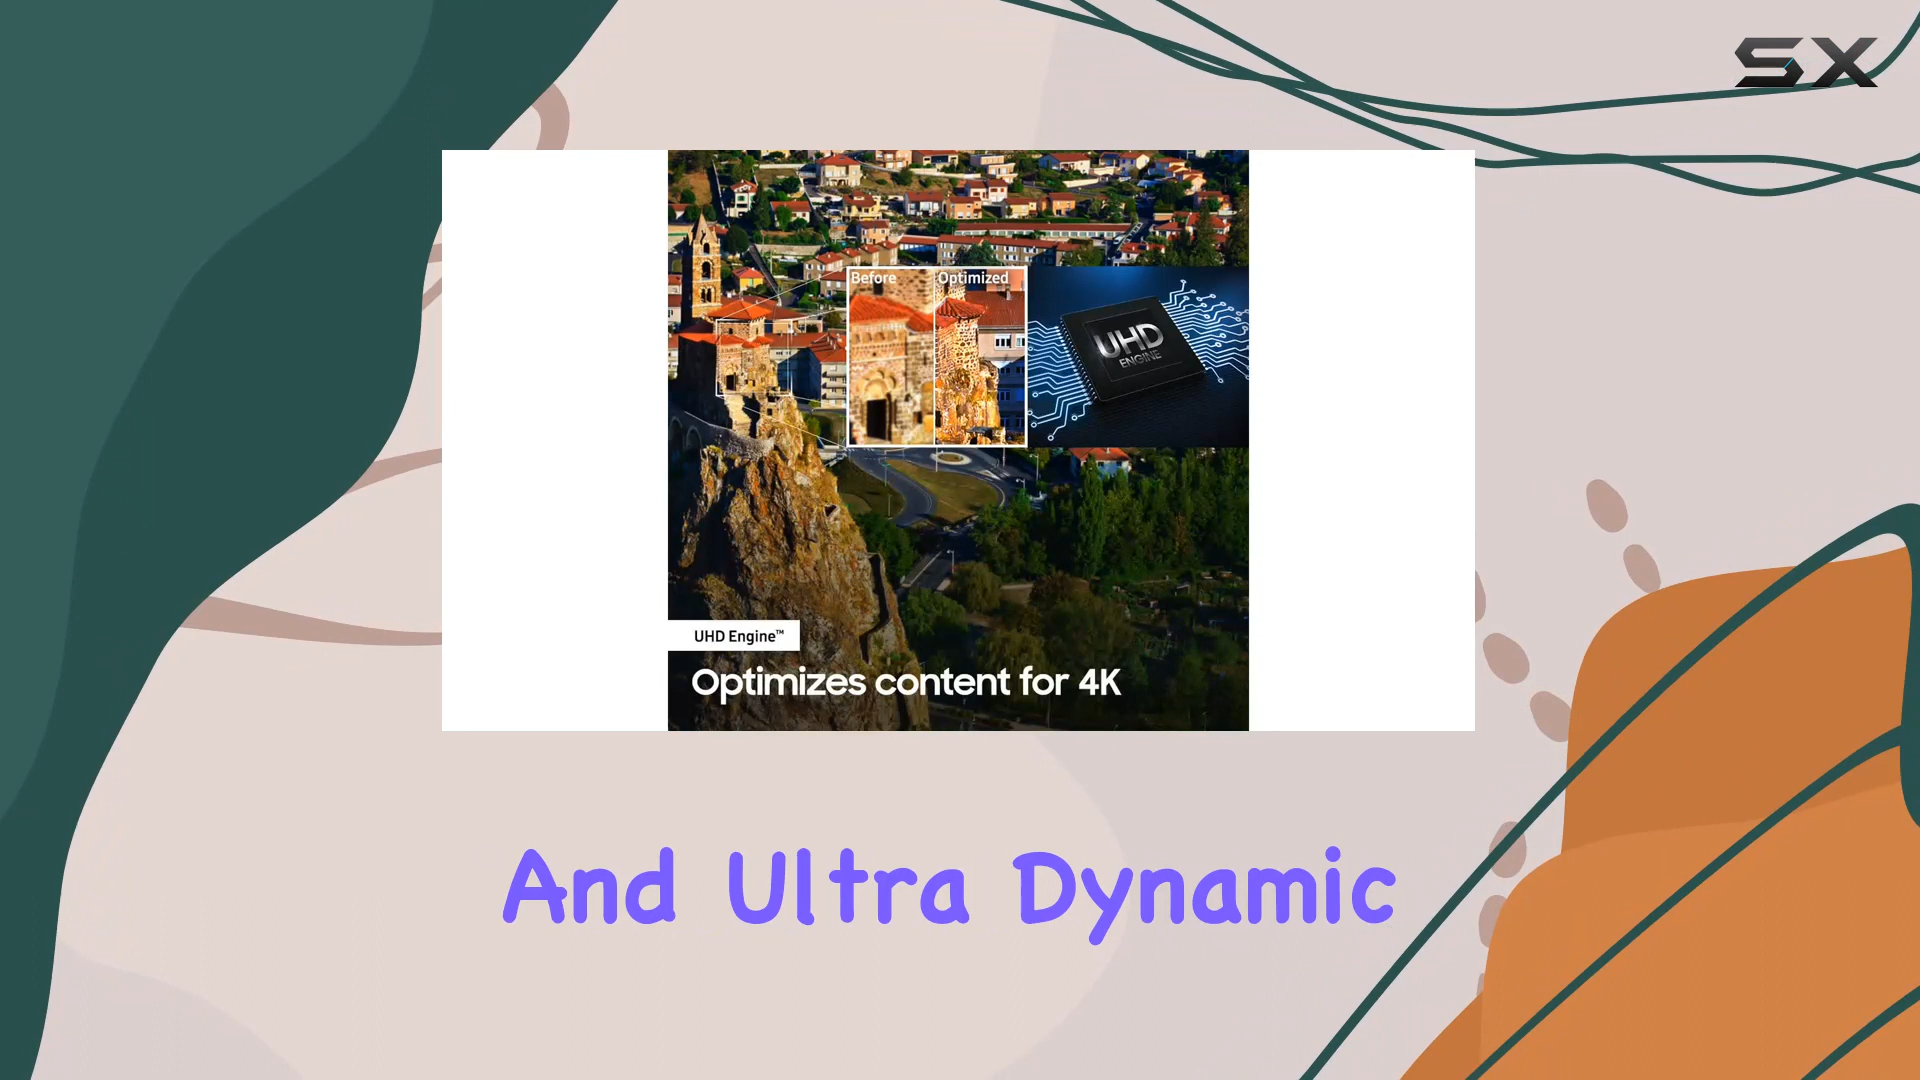 SX
Before
Optimized
UHD
ENGINE
UHD Engine™
Optimizes content for 4K
And Ultra Dynamic